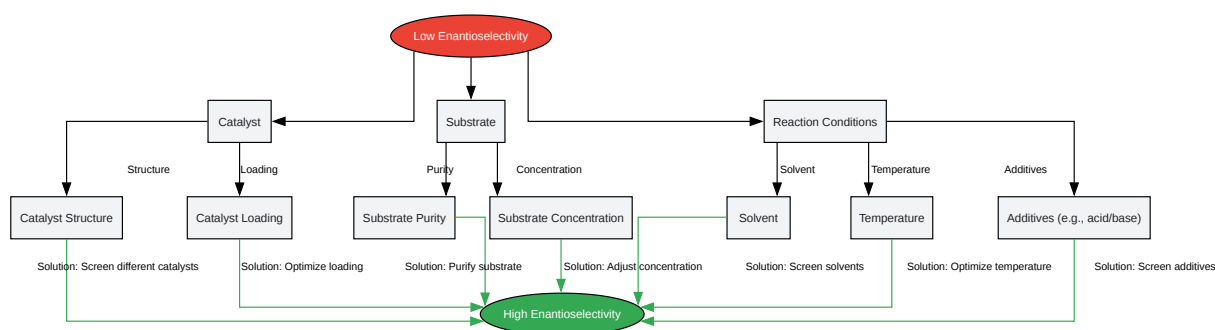 Low Enantioselectivity
Catalyst
Substrate
Reaction Conditions
Structure
Loading
Purity
Concentration
Solvent
Temperature
Additives
Catalyst Structure
Catalyst Loading
Substrate Purity
Substrate Concentration
Solvent
Temperature
Additives (e.g., acid/base)
Solution: Screen different catalysts
Solution: Optimize loading
Solution: Purify substrate
Solution: Adjust concentration
Solution: Screen solvents
Solution: Optimize temperature
Solution: Screen additives
High Enantioselectivity